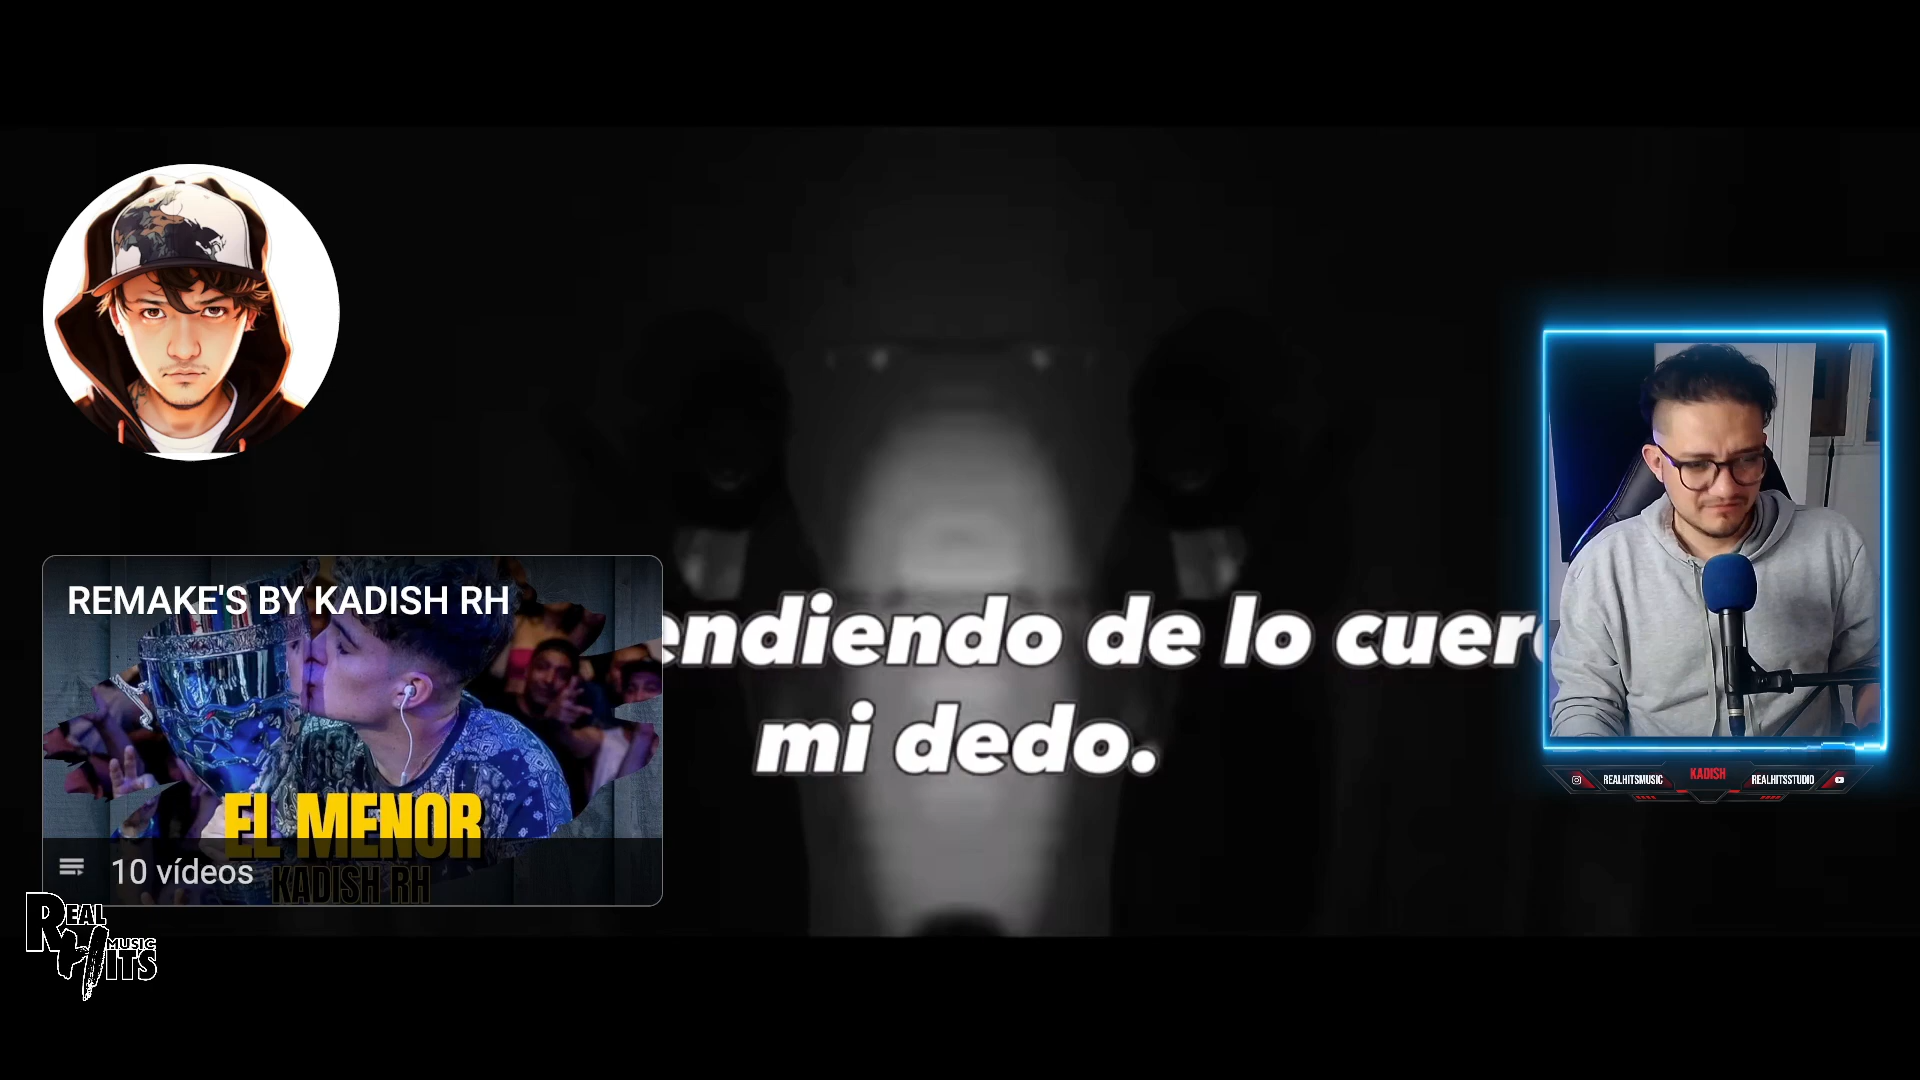 REMAKE'S BY KADISH RH
EL MENOR
KADISH RH
10 vídeos
endiendo de lo cuer
mi dedo.
KADISH
REALHITSMUSIC
REALHITSSTUDIO
REAL
HITS
MUSIC